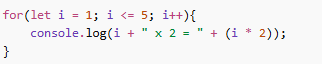 for(let i = 1; i <= 5; i++){
    console.log(i + " x 2 = " + (i * 2));
}